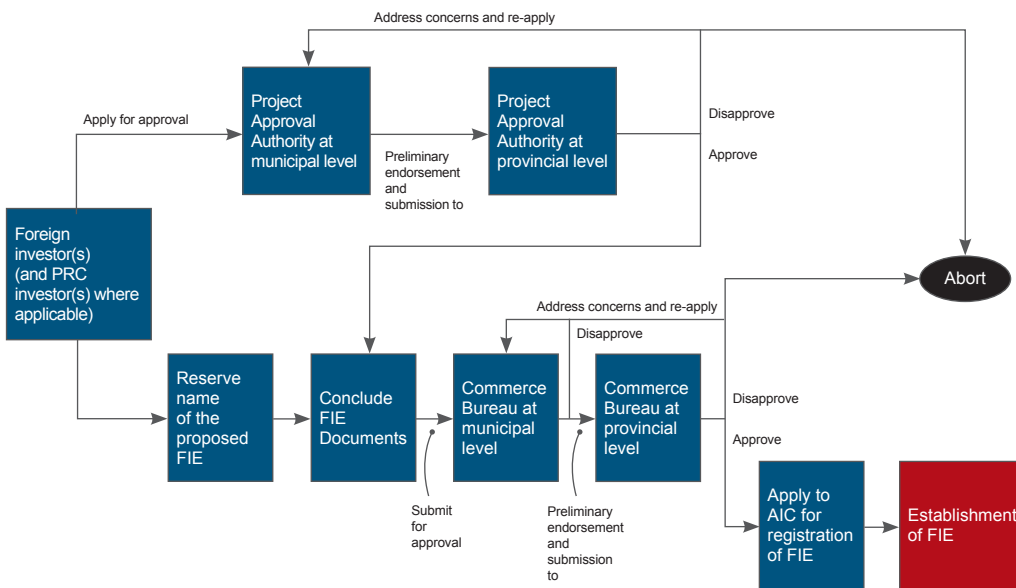 Address concerns and re-apply
Apply for approval
Project
Approval
Authority at
municipal level
Preliminary
endorsement
and
submission to
Project
Approval
Authority at
provincial level
Disapprove
Approve
Foreign
investor(s)
(and PRC
investor(s) where
applicable)
Abort
Address concerns and re-apply
Disapprove
Reserve
name
of the
proposed
FIE
Conclude
FIE
Documents
Commerce
Bureau at
municipal
level
Commerce
Bureau at
provincial
level
Disapprove
Approve
Submit
for
approval
Preliminary
endorsement
and
submission
to
Apply to
AIC for
registration
of FIE
Establishment
of FIE